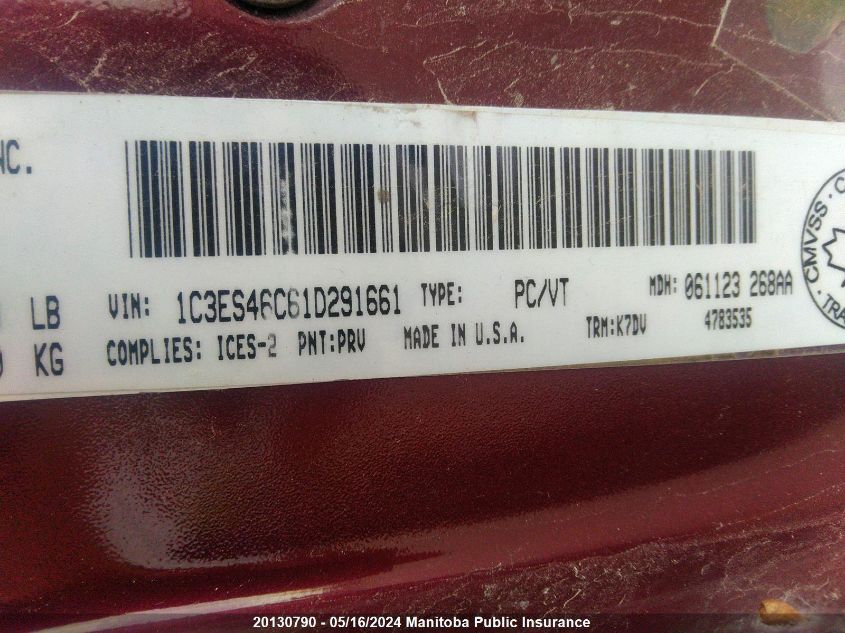 NC.
LB VIN: 1C3ES46C61D291661 TYPE: PC/VT MDH: 061123 268AA
KG COMPLIES: ICES-2 PNT:PRV MADE IN U.S.A. TRM:K7DV 4783535
CMVSS · C
TRA
20130790 - 05/16/2024 Manitoba Public Insurance